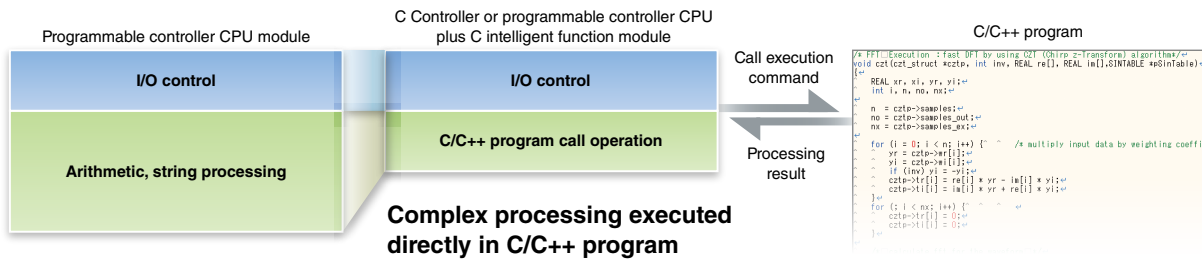 Programmable controller CPU module
I/O control
Arithmetic, string processing
C Controller or programmable controller CPU
plus C intelligent function module
I/O control
C/C++ program call operation
Complex processing executed
directly in C/C++ program
Call execution
command
Processing
result
C/C++ program
/* FFT□Execution : fast DFT by using CZT (Chirp z-Transform) algorithm*/↵
void czt(czt_struct *cztp, int inv, REAL re[], REAL im[],SINTABLE *pSinTable)↵
{↵
REAL xr, xi, yr, yi;↵
int i, n, no, nx;↵
↵
n = cztp->samples;↵
no = cztp->samples_out;↵
nx = cztp->samples_ex;↵
↵
for (i = 0; i < n; i++) { /* multiply input data by weighting coeffi
yr = cztp->wr[i];↵
yi = cztp->wi[i];↵
if (inv) yi = -yi;↵
cztp->tr[i] = re[i] * yr - im[i] * yi;↵
cztp->ti[i] = im[i] * yr + re[i] * yi;↵
}↵
for (; i < nx; i++) { ↵
cztp->tr[i] = 0;↵
cztp->ti[i] = 0;↵
}↵